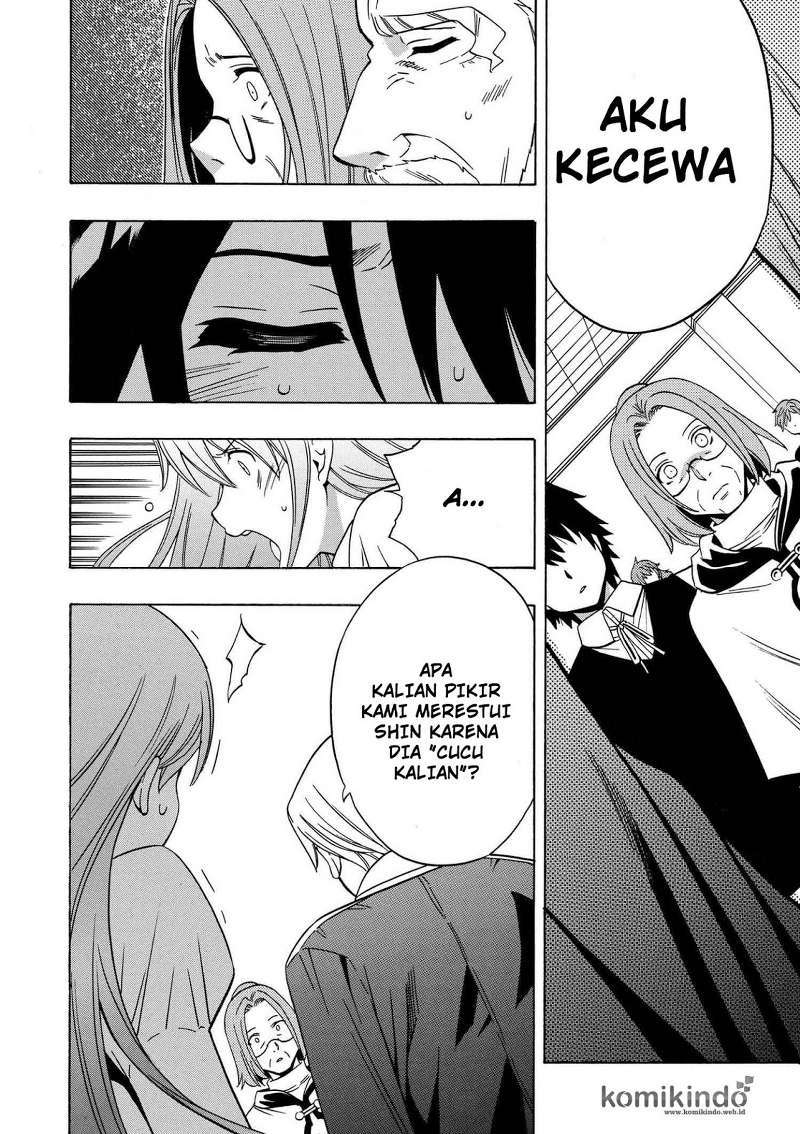 AKU
KECEWA
A...
APA
KALIAN PIKIR
KAMI MERESTUI
SHIN KARENA
DIA "CUCU
KALIAN"?
komikindo
www.komikindo.web.id